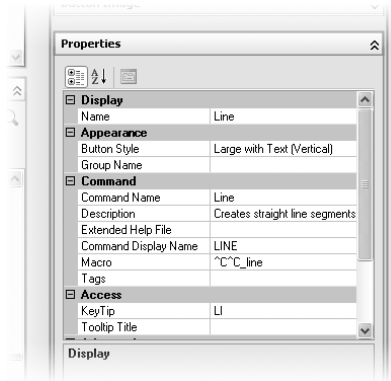 Properties
Display
Name Line
Appearance
Button Style Large with Text (Vertical)
Group Name
Command
Command Name Line
Description Creates straight line segments
Extended Help File
Command Display Name LINE
Macro ^C^C_line
Tags
Access
KeyTip LI
Tooltip Title
Display